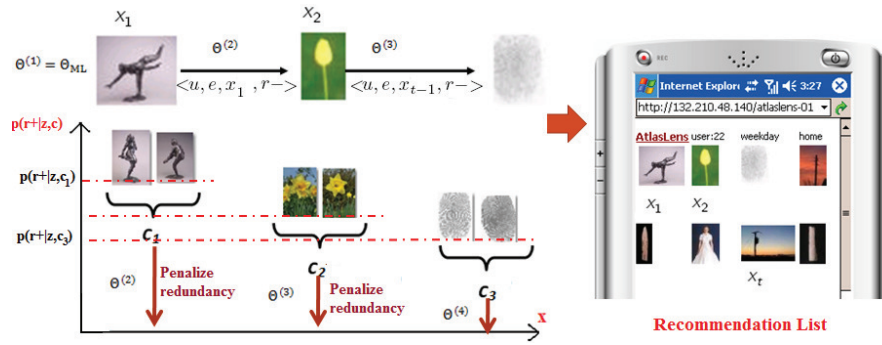 X1
X2
Θ(1) = ΘML
Θ(2)
Θ(3)
<u, e, x1 , r−>
<u, e, xt−1, r−>
p(r+|z,c)
p(r+|z,c1)
p(r+|z,c3)
c1
c2
c3
Θ(2)
Penalize
redundancy
Θ(3)
Penalize
redundancy
Θ(4)
x
REC
Internet Explore
3:27
http://132.210.48.140/atlaslens-01
AtlasLens user:22 weekday home
X1
X2
Xt
Recommendation List